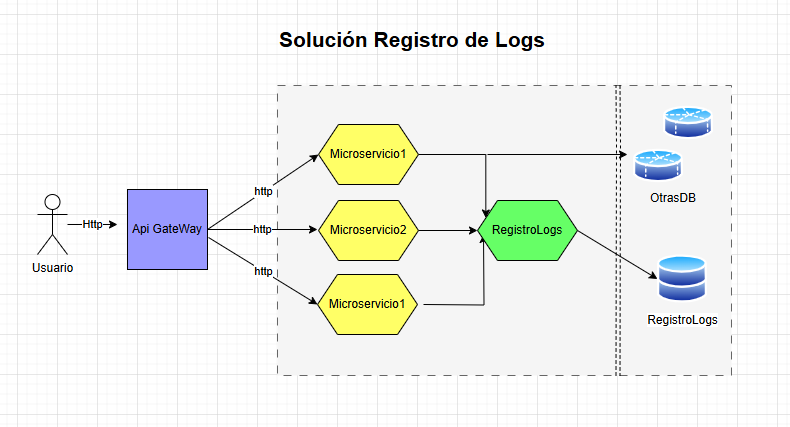 Solución Registro de Logs
Microservicio1
http
OtrasDB
Http
Api GateWay
http
Microservicio2
RegistroLogs
Usuario
http
Microservicio1
RegistroLogs